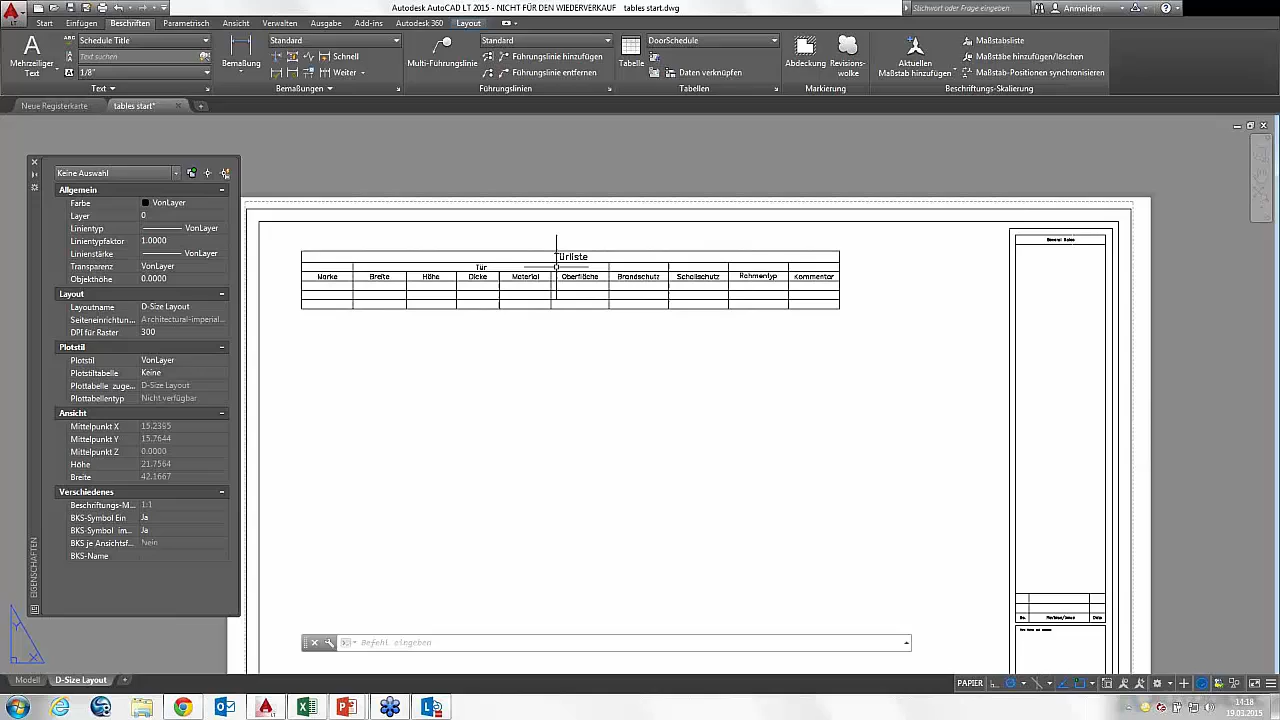 Autodesk AutoCAD LT 2015 - NICHT FÜR DEN WIEDERVERKAUF tables start.dwg
Stichwort oder Frage eingeben
Anmelden
Start Einfügen Beschriften Parametrisch Ansicht Verwalten Ausgabe Add-ins Autodesk 360 Layout
Mehrzeiliger Text
Schedule Title
Text suchen
1/8"
Bemaßung
Standard
Schnell
Weiter
Multi-Führungslinie
Standard
Führungslinie hinzufügen
Führungslinie entfernen
Tabelle
DoorSchedule
Daten verknüpfen
Abdeckung
Revisions-wolke
Aktuellen Maßstab hinzufügen
Maßstabsliste
Maßstäbe hinzufügen/löschen
Maßstab-Positionen synchronisieren
Text Bemaßungen Führungslinien Tabellen Markierung Beschriftungs-Skalierung
Neue Registerkarte tables start*
Keine Auswahl
Allgemein
Farbe VonLayer
Layer 0
Linientyp VonLayer
Linientypfaktor 1.0000
Linienstärke VonLayer
Transparenz VonLayer
Objekthöhe 0.0000
Layout
Layoutname D-Size Layout
Seiteneinrichtun... Architectural-imperial...
DPI für Raster 300
Plotstil
Plotstil VonLayer
Plotstiltabelle Keine
Plottabelle zuge... D-Size Layout
Plottabellentyp Nicht verfügbar
Ansicht
Mittelpunkt X 15.2395
Mittelpunkt Y 15.7644
Mittelpunkt Z 0.0000
Höhe 21.7564
Breite 42.1667
Verschiedenes
Beschriftungs-M... 1:1
BKS-Symbol Ein Ja
BKS-Symbol im... Ja
BKS je Ansichtsf... Nein
BKS-Name
EIGENSCHAFTEN
Türliste
Tür
Marke Breite Höhe Dicke Material Oberfläche Brandschutz Schallschutz Rahmentyp Kommentar
General Notes
No. Revision/Issue Date
Befehl eingeben
Y
X
Modell D-Size Layout
PAPIER
14:18
19.03.2015